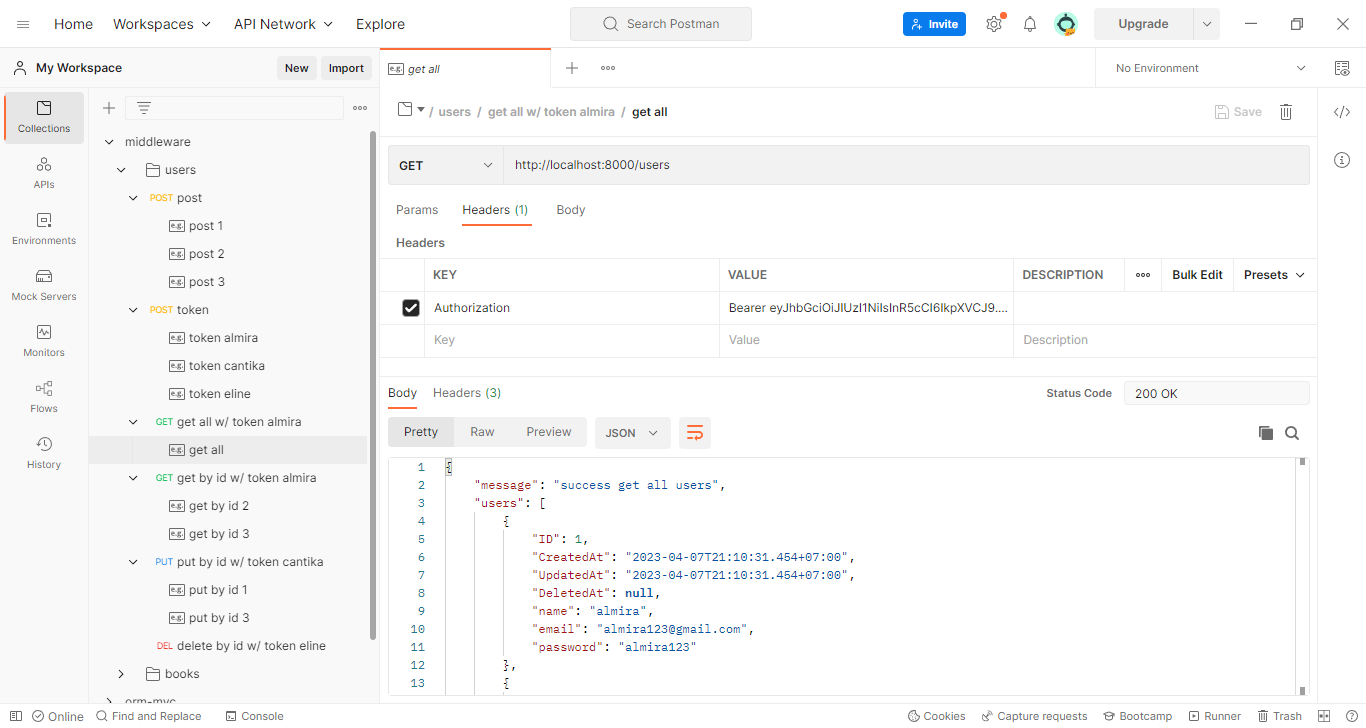 Home Workspaces API Network Explore Search Postman Invite Upgrade
My Workspace New Import
e.g. get all
No Environment
Collections
APIs
Environments
Mock Servers
Monitors
Flows
History
middleware
users
POST post
e.g. post 1
e.g. post 2
e.g. post 3
POST token
e.g. token almira
e.g. token cantika
e.g. token eline
GET get all w/ token almira
e.g. get all
GET get by id w/ token almira
e.g. get by id 2
e.g. get by id 3
PUT put by id w/ token cantika
e.g. put by id 1
e.g. put by id 3
DEL delete by id w/ token eline
books
orm-mvc
/ users / get all w/ token almira / get all
Save
GET http://localhost:8000/users
Params Headers (1) Body
Headers
KEY VALUE DESCRIPTION Bulk Edit Presets
Authorization Bearer eyJhbGciOiJIUzI1NiIsInR5cCI6IkpXVCJ9....
Key Value Description
Body Headers (3) Status Code 200 OK
Pretty Raw Preview JSON
1 {
2 "message": "success get all users",
3 "users": [
4 {
5 "ID": 1,
6 "CreatedAt": "2023-04-07T21:10:31.454+07:00",
7 "UpdatedAt": "2023-04-07T21:10:31.454+07:00",
8 "DeletedAt": null,
9 "name": "almira",
10 "email": "almira123@gmail.com",
11 "password": "almira123"
12 },
13 {
Online Find and Replace Console Cookies Capture requests Bootcamp Runner Trash